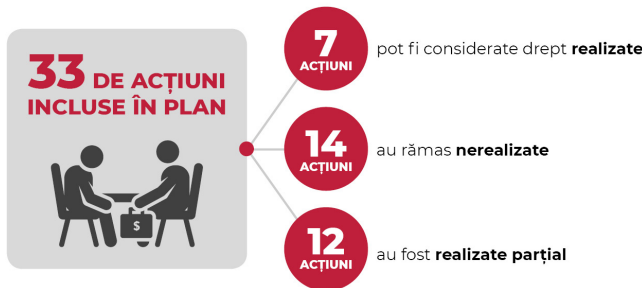 33 DE ACȚIUNI
INCLUSE ÎN PLAN
$
7
ACȚIUNI
pot fi considerate drept realizate
14
ACȚIUNI
au rămas nerealizate
12
ACȚIUNI
au fost realizate parțial